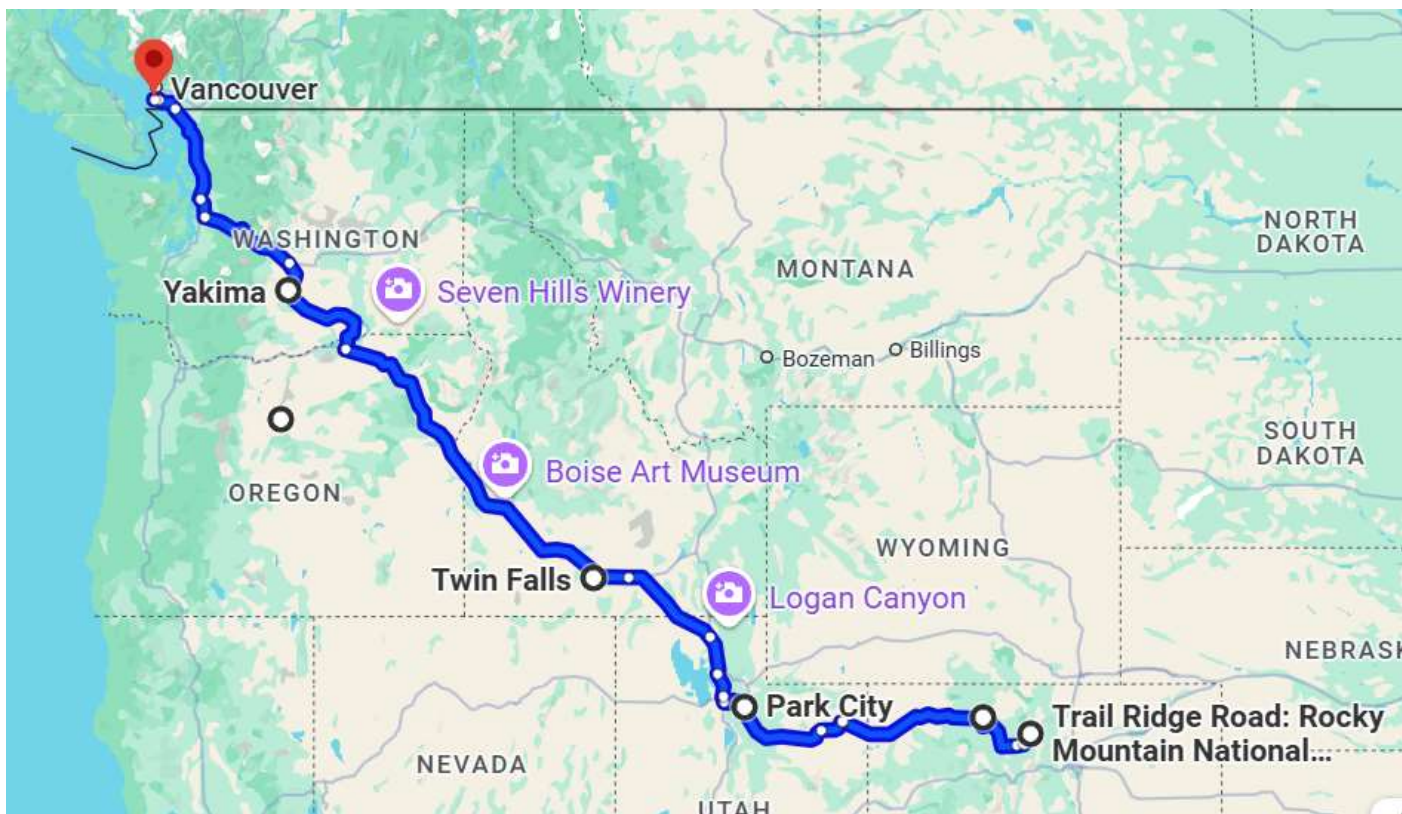 Vancouver
NORTH
DAKOTA
WASHINGTON
MONTANA
Yakima
Seven Hills Winery
Bozeman
Billings
SOUTH
DAKOTA
Boise Art Museum
OREGON
WYOMING
Twin Falls
Logan Canyon
NEBRASK
Park City
Trail Ridge Road: Rocky
Mountain National...
NEVADA
UTAH